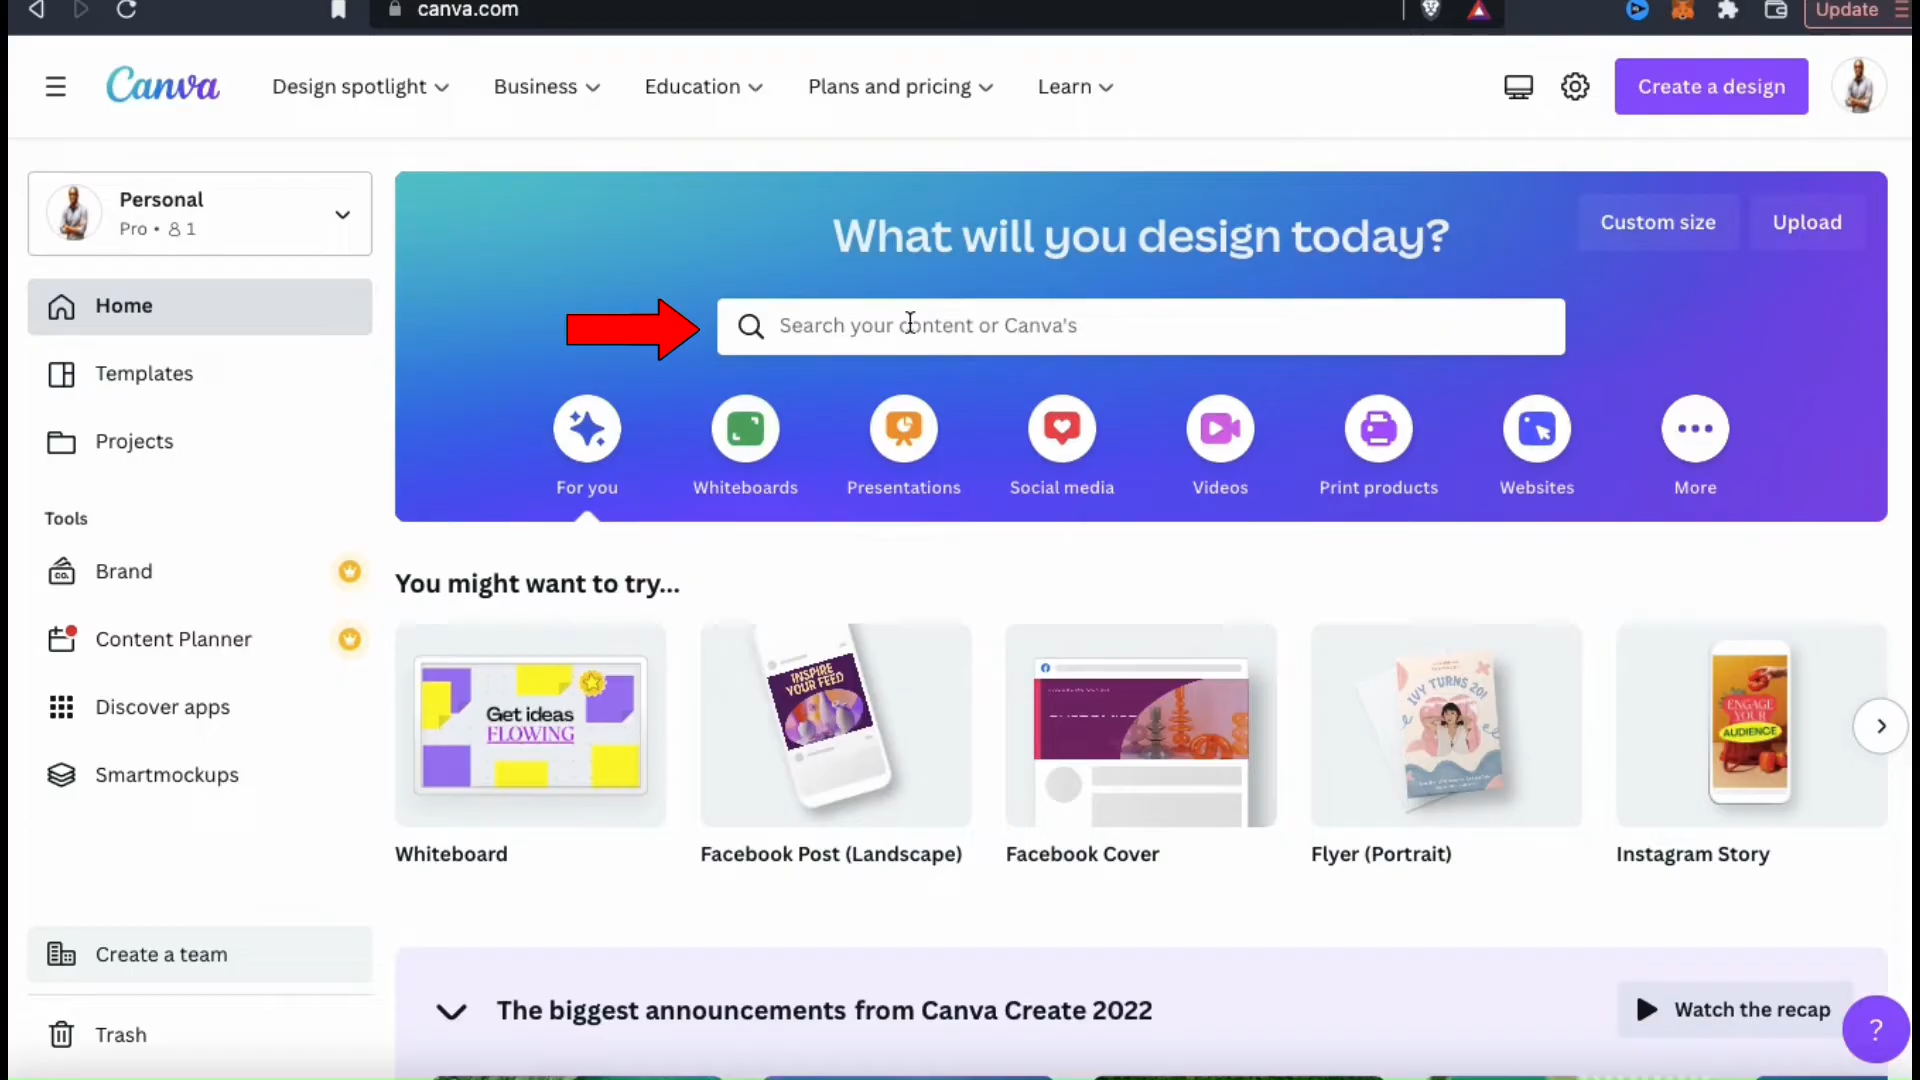 canva.com
Update
Canva
Design spotlight
Business
Education
Plans and pricing
Learn
Create a design
Personal
Pro • 1
Home
Templates
Projects
Tools
Brand
CO.
Content Planner
Discover apps
Smartmockups
Create a team
Trash
What will you design today?
Custom size
Upload
Search your content or Canva's
For you
Whiteboards
Presentations
Social media
Videos
Print products
Websites
More
You might want to try...
Get ideas
FLOWING
INSPIRE
YOUR FEED
IVY TURNS 20!
ENGAGE
YOUR
AUDIENCE
Whiteboard
Facebook Post (Landscape)
Facebook Cover
Flyer (Portrait)
Instagram Story
The biggest announcements from Canva Create 2022
Watch the recap
?